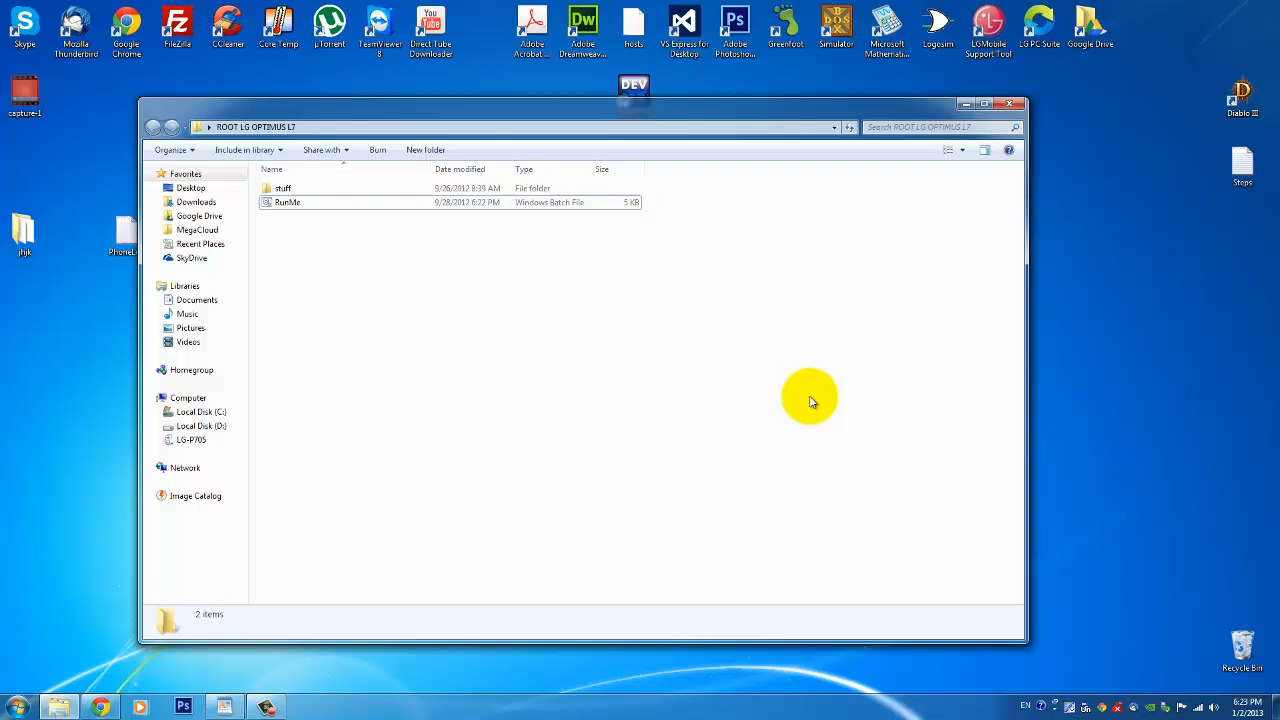 Skype
Mozilla Thunderbird
Google Chrome
FileZilla
CCleaner
Core Temp
µTorrent
TeamViewer 8
Direct Tube Downloader
Adobe Acrobat...
Adobe Dreamweav...
hosts
VS Express for Desktop
Adobe Photosho...
Greenfoot
Simulator
Microsoft Mathemati...
Logosim
LGMobile Support Tool
LG PC Suite
Google Drive
You Tube
DEV
capture-1
Diablo III
Steps
jhjk
ROOT LG OPTIMUS L7
Search ROOT LG OPTIMUS L7
Organize
Include in library
Share with
Burn
New folder
Name
Date modified
Type
Size
Favorites
Desktop
Downloads
Google Drive
MegaCloud
Recent Places
SkyDrive
Libraries
Documents
Music
Pictures
Videos
Homegroup
Computer
Local Disk (C:)
Local Disk (D:)
LG-P705
Network
Image Catalog
stuff 9/26/2012 8:39 AM File folder
RunMe 9/28/2012 6:22 PM Windows Batch File 5 KB
2 items
Recycle Bin
EN
6:23 PM
1/2/2013